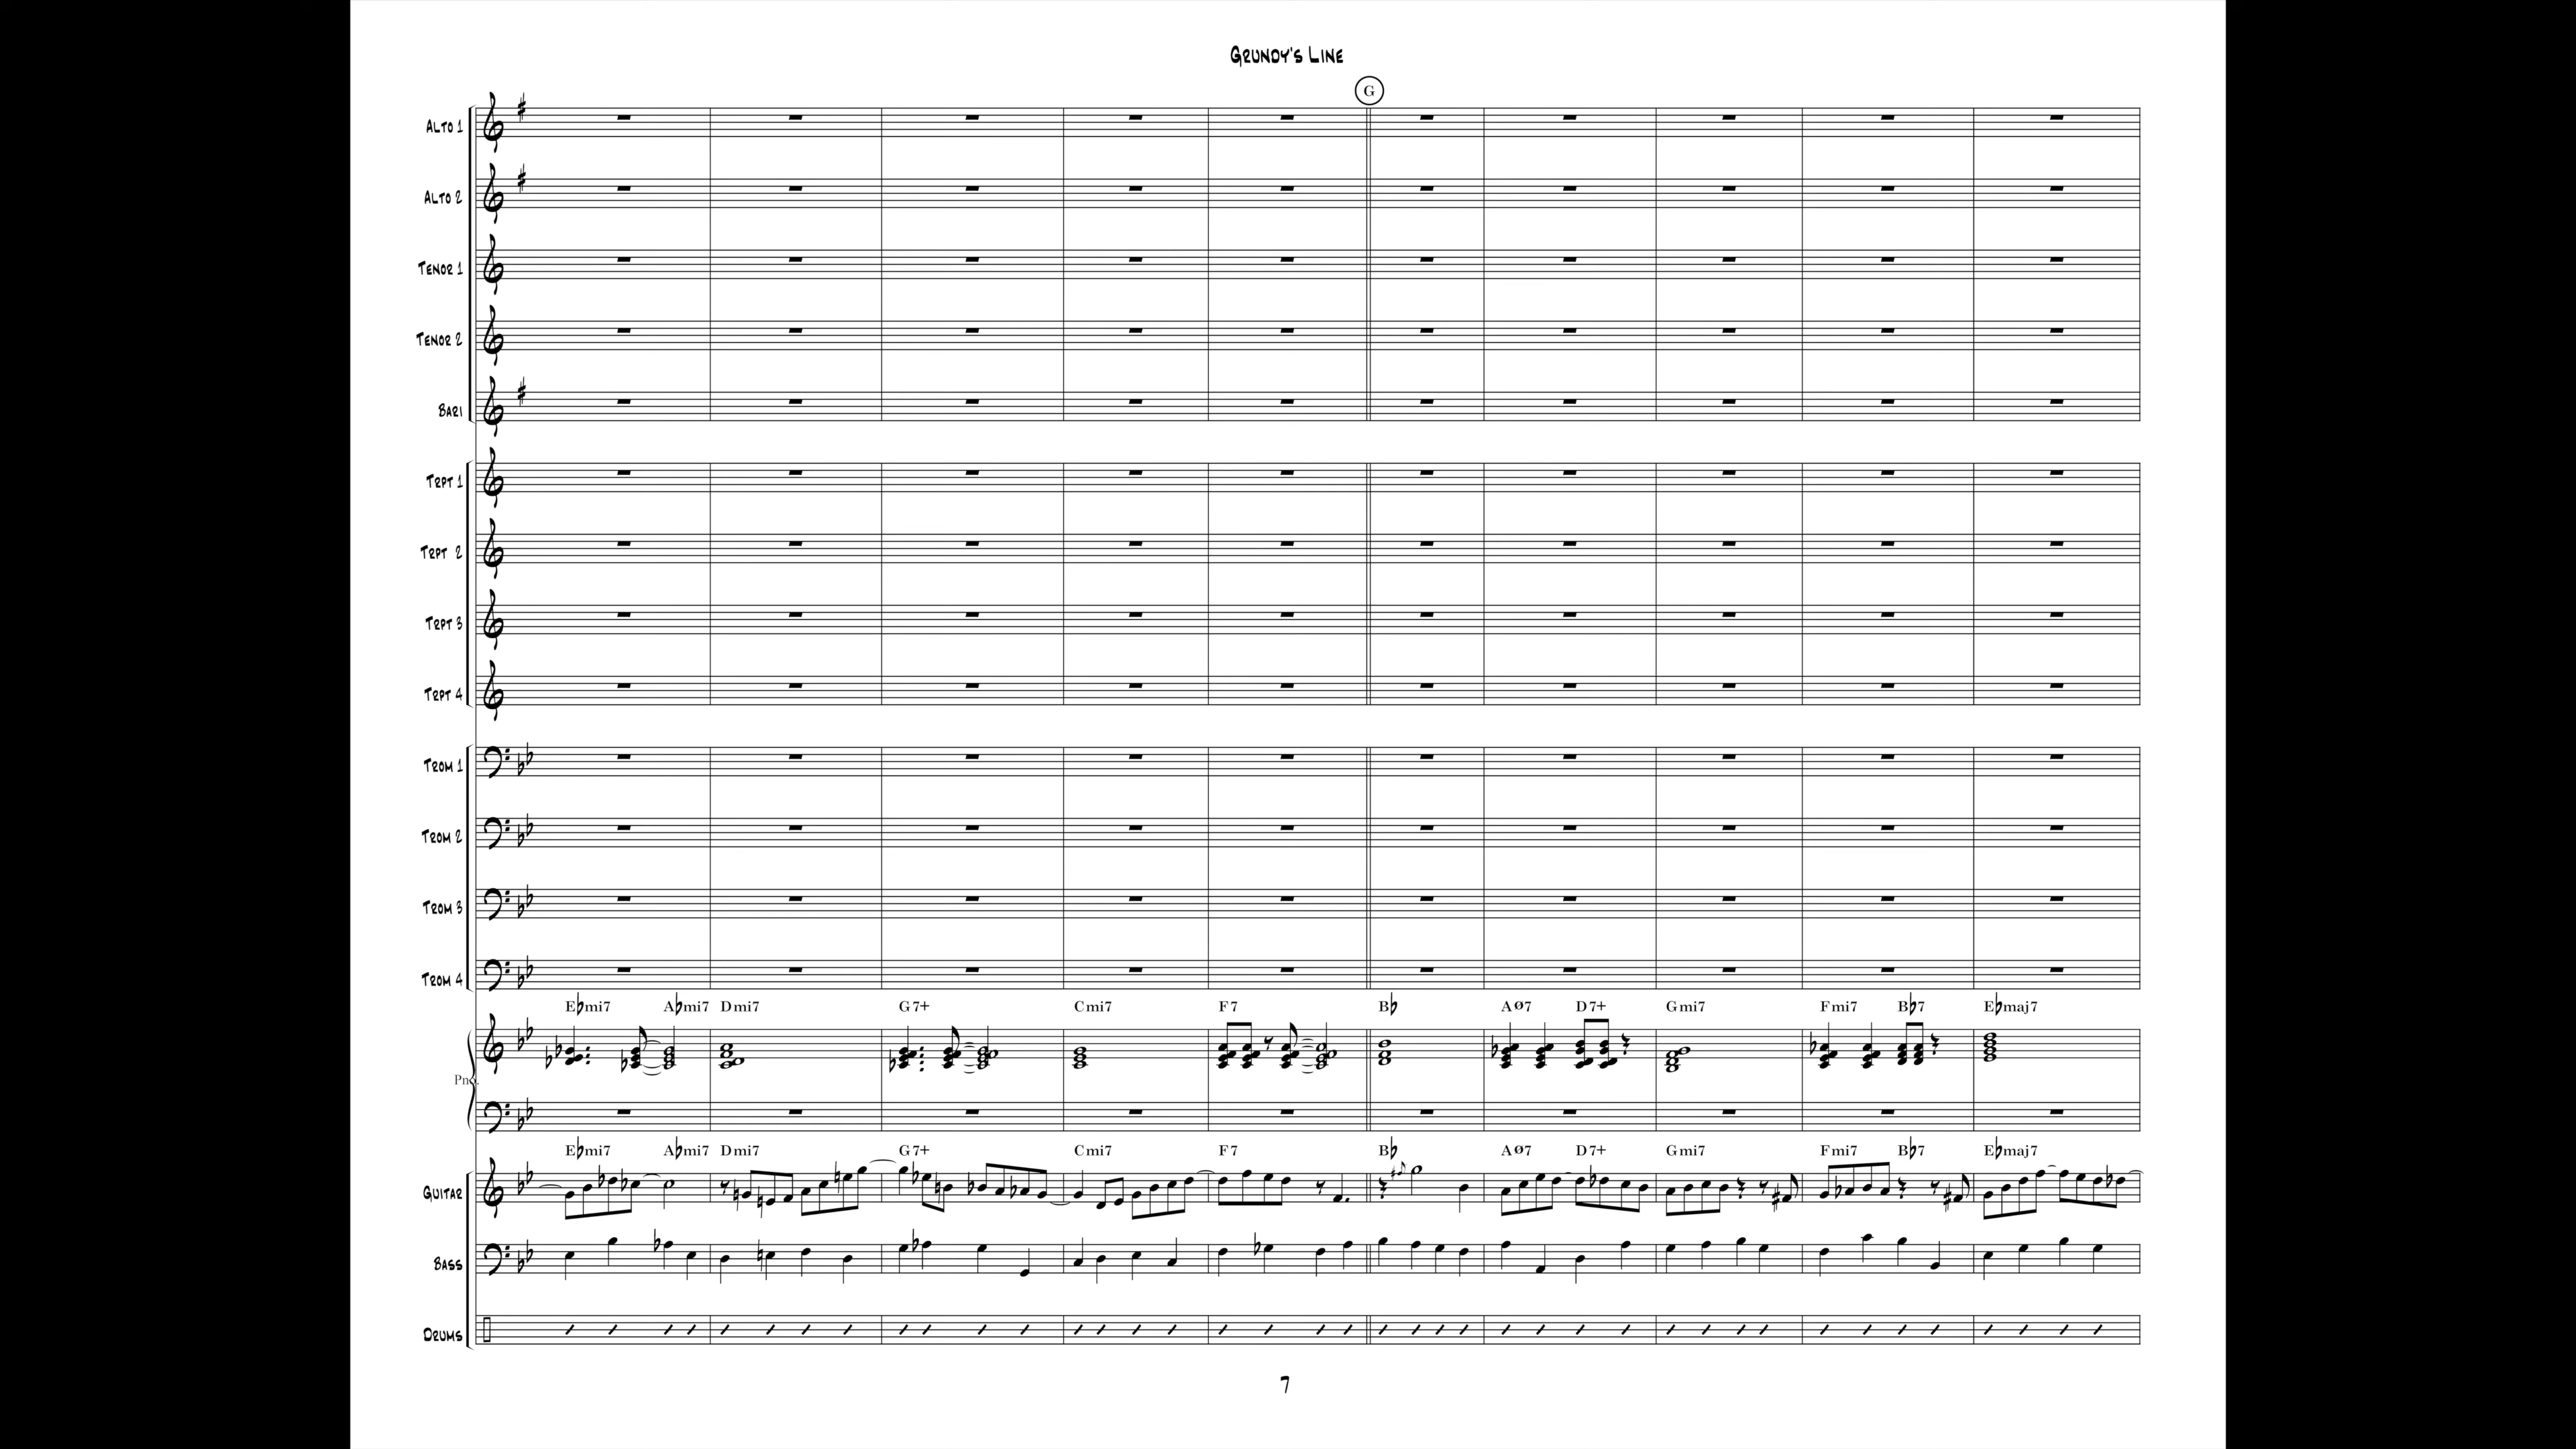 Grundy's Line
G
Alto 1
Alto 2
Tenor 1
Tenor 2
Bari
Trpt 1
Trpt 2
Trpt 3
Trpt 4
Trom 1
Trom 2
Trom 3
Trom 4
E♭mi7 A♭mi7 Dmi7 G7+ Cmi7 F7 B♭ Aø7 D7+ Gmi7 Fmi7 B♭7 E♭maj7
Pno.
E♭mi7 A♭mi7 Dmi7 G7+ Cmi7 F7 B♭ Aø7 D7+ Gmi7 Fmi7 B♭7 E♭maj7
Guitar
Bass
Drums
7